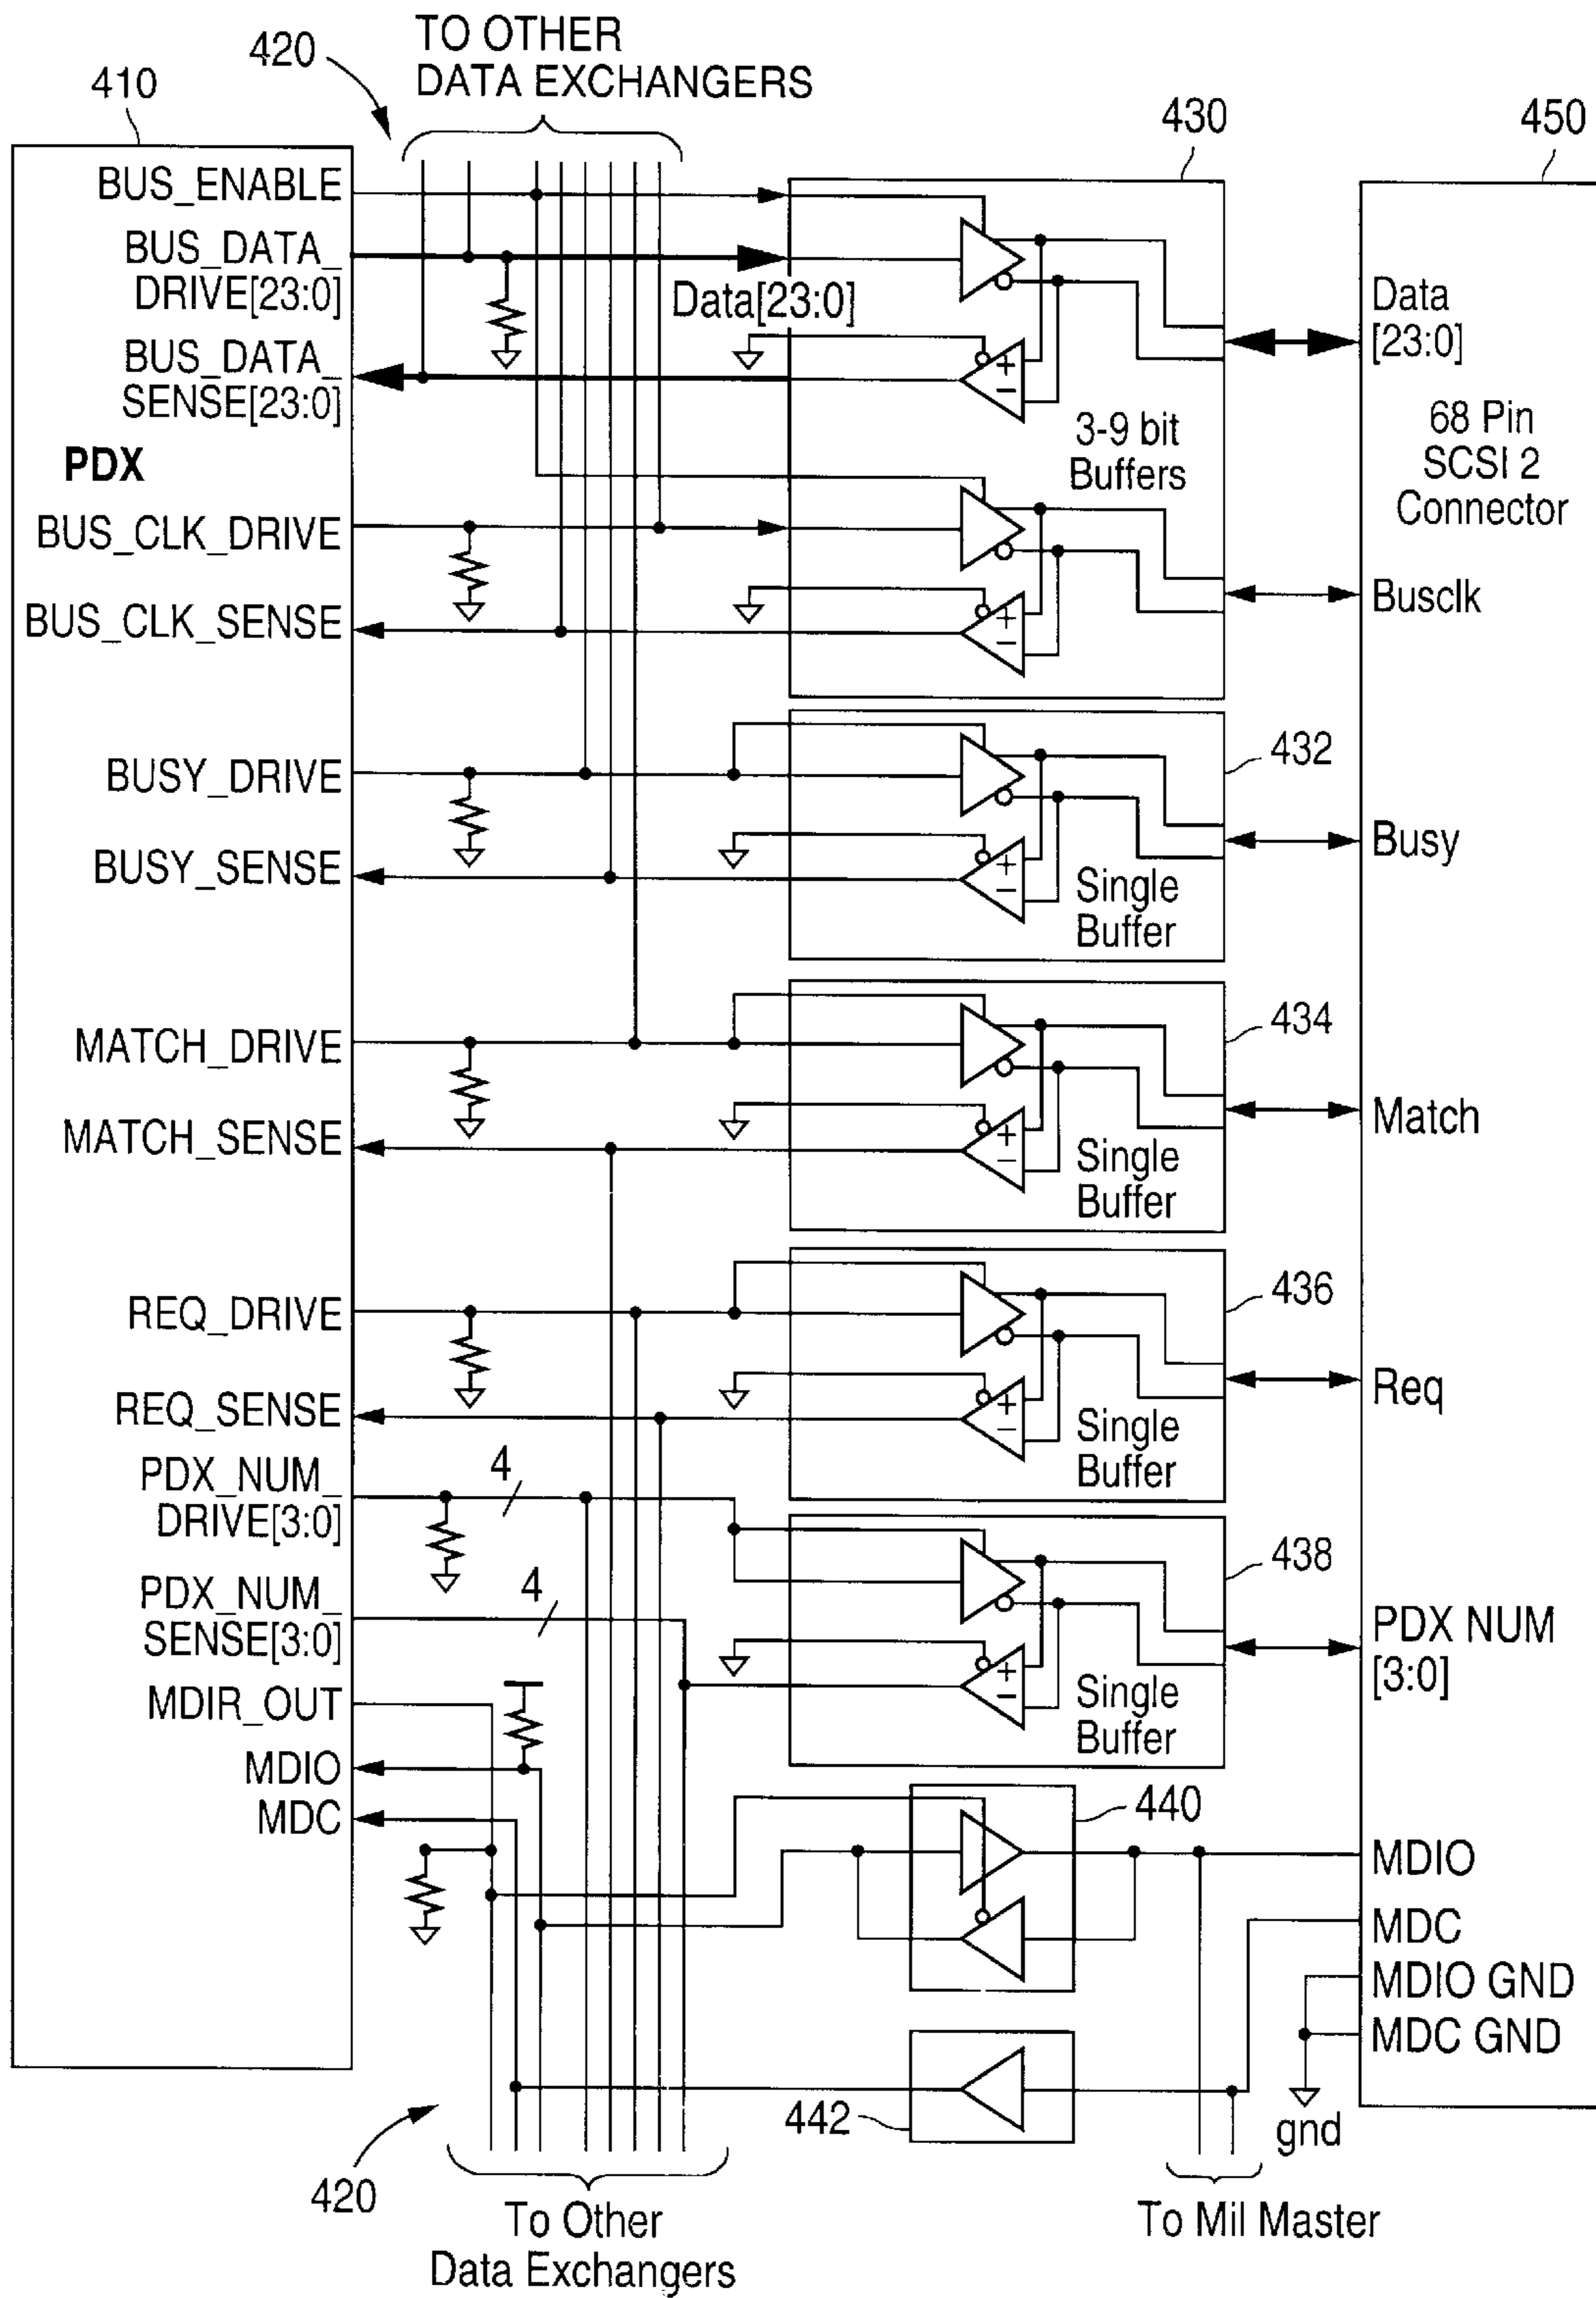 420
TO OTHER
DATA EXCHANGERS
410
430
450
BUS_ENABLE
BUS_DATA_
DRIVE[23:0]
Data[23:0]
BUS_DATA_
SENSE[23:0]
+
−
3-9 bit
Buffers
Data
[23:0]
68 Pin
SCSI 2
Connector
PDX
BUS_CLK_DRIVE
BUS_CLK_SENSE
+
−
Busclk
BUSY_DRIVE
BUSY_SENSE
432
+
−
Single
Buffer
Busy
MATCH_DRIVE
MATCH_SENSE
434
+
−
Single
Buffer
Match
REQ_DRIVE
REQ_SENSE
436
+
−
Single
Buffer
Req
PDX_NUM_
DRIVE[3:0]
4
PDX_NUM_
SENSE[3:0]
4
438
+
−
Single
Buffer
PDX NUM
[3:0]
MDIR_OUT
MDIO
MDC
440
MDIO
MDC
MDIO GND
MDC GND
442
gnd
420
To Other
Data Exchangers
To Mil Master